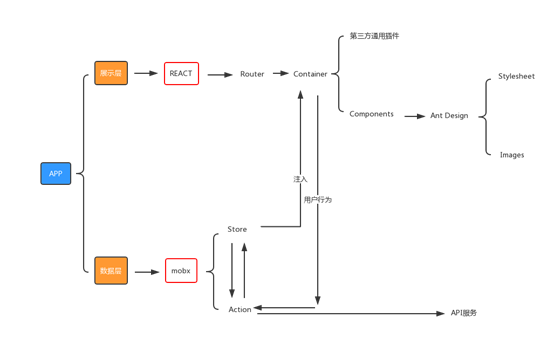 第三方通用插件
展示层
REACT
Router
Container
Stylesheet
Components
Ant Design
Images
APP
注入
用户行为
Store
数据层
mobx
Action
API服务